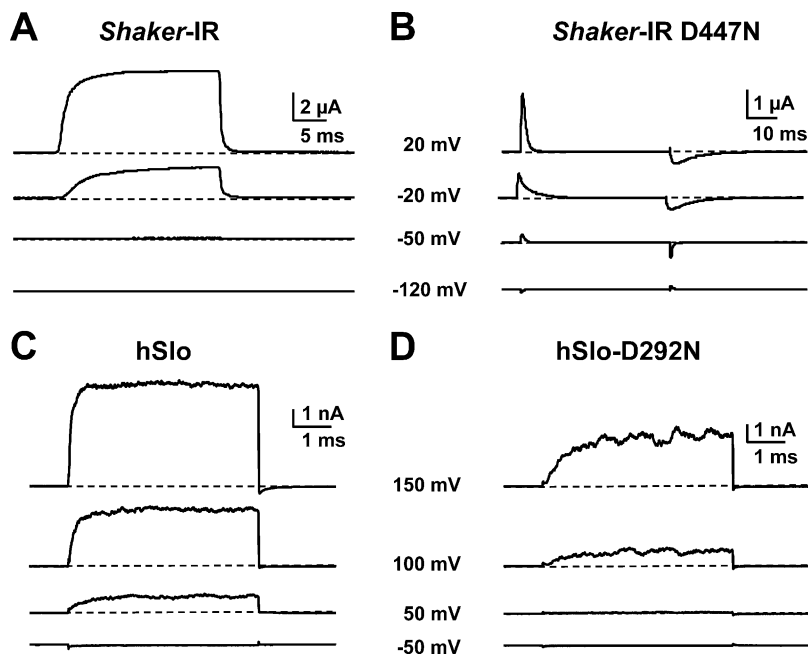 A
Shaker-IR
2 µA
5 ms
B
Shaker-IR D447N
1 µA
10 ms
20 mV
-20 mV
-50 mV
-120 mV
C
hSlo
1 nA
1 ms
D
hSlo-D292N
1 nA
1 ms
150 mV
100 mV
50 mV
-50 mV